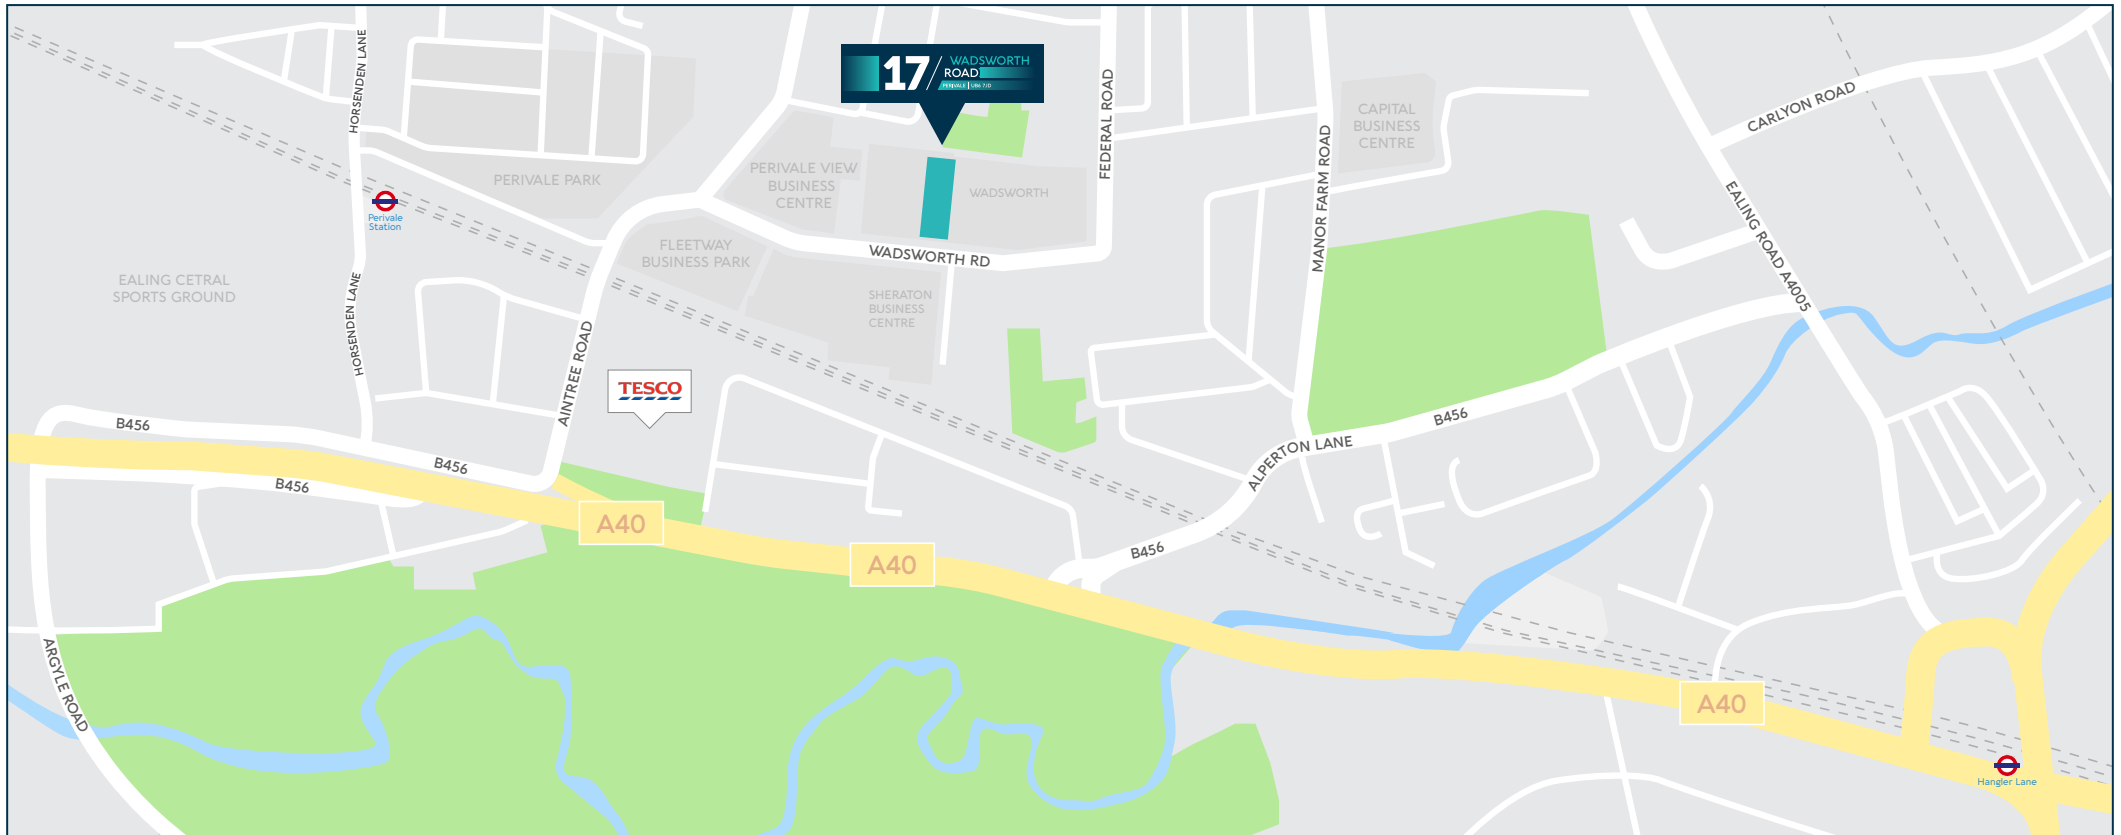 HORSENDEN LANE
17/
WADSWORTH
ROAD
PERIVALE | UB6 7JD
FEDERAL ROAD
CAPITAL
BUSINESS
CENTRE
CARLYON ROAD
MANOR FARM ROAD
PERIVALE PARK
PERIVALE VIEW
BUSINESS
CENTRE
WADSWORTH
Perivale
Station
EALING ROAD A4005
FLEETWAY
BUSINESS PARK
WADSWORTH RD
EALING CETRAL
SPORTS GROUND
HORSENDEN LANE
SHERATON
BUSINESS
CENTRE
AINTREE ROAD
TESCO
B456
B456
B456
B456
ALPERTON LANE
A40
A40
B456
ARGYLE ROAD
A40
Hangler Lane